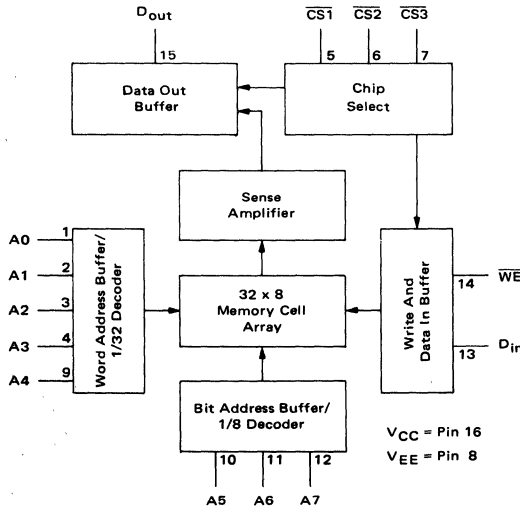 Dout
CS1 CS2 CS3
15
5 6 7
Data Out
Buffer
Chip
Select
Sense
Amplifier
A0 1
A1 2
A2 3
A3 4
A4 9
Word Address Buffer/
1/32 Decoder
32 x 8
Memory Cell
Array
Write And
Data In Buffer
14 WE
13 Din
Bit Address Buffer/
1/8 Decoder
10 11 12
A5 A6 A7
VCC = Pin 16
VEE = Pin 8